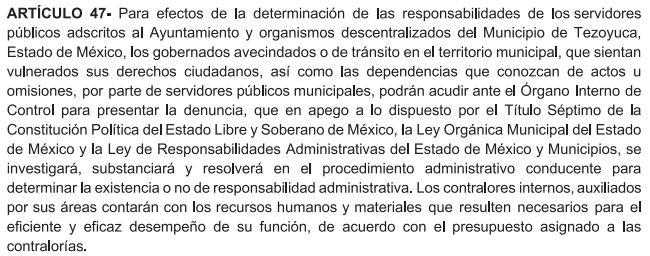 ARTÍCULO 47- Para efectos de la determinación de las responsabilidades de los servidores
públicos adscritos al Ayuntamiento y organismos descentralizados del Municipio de Tezoyuca,
Estado de México, los gobernados avecindados o de tránsito en el territorio municipal, que sientan
vulnerados sus derechos ciudadanos, así como las dependencias que conozcan de actos u
omisiones, por parte de servidores públicos municipales, podrán acudir ante el Órgano Interno de
Control para presentar la denuncia, que en apego a lo dispuesto por el Título Séptimo de la
Constitución Política del Estado Libre y Soberano de México, la Ley Orgánica Municipal del Estado
de México y la Ley de Responsabilidades Administrativas del Estado de México y Municipios, se
investigará, substanciará y resolverá en el procedimiento administrativo conducente para
determinar la existencia o no de responsabilidad administrativa. Los contralores internos, auxiliados
por sus áreas contarán con los recursos humanos y materiales que resulten necesarios para el
eficiente y eficaz desempeño de su función, de acuerdo con el presupuesto asignado a las
contralorías.